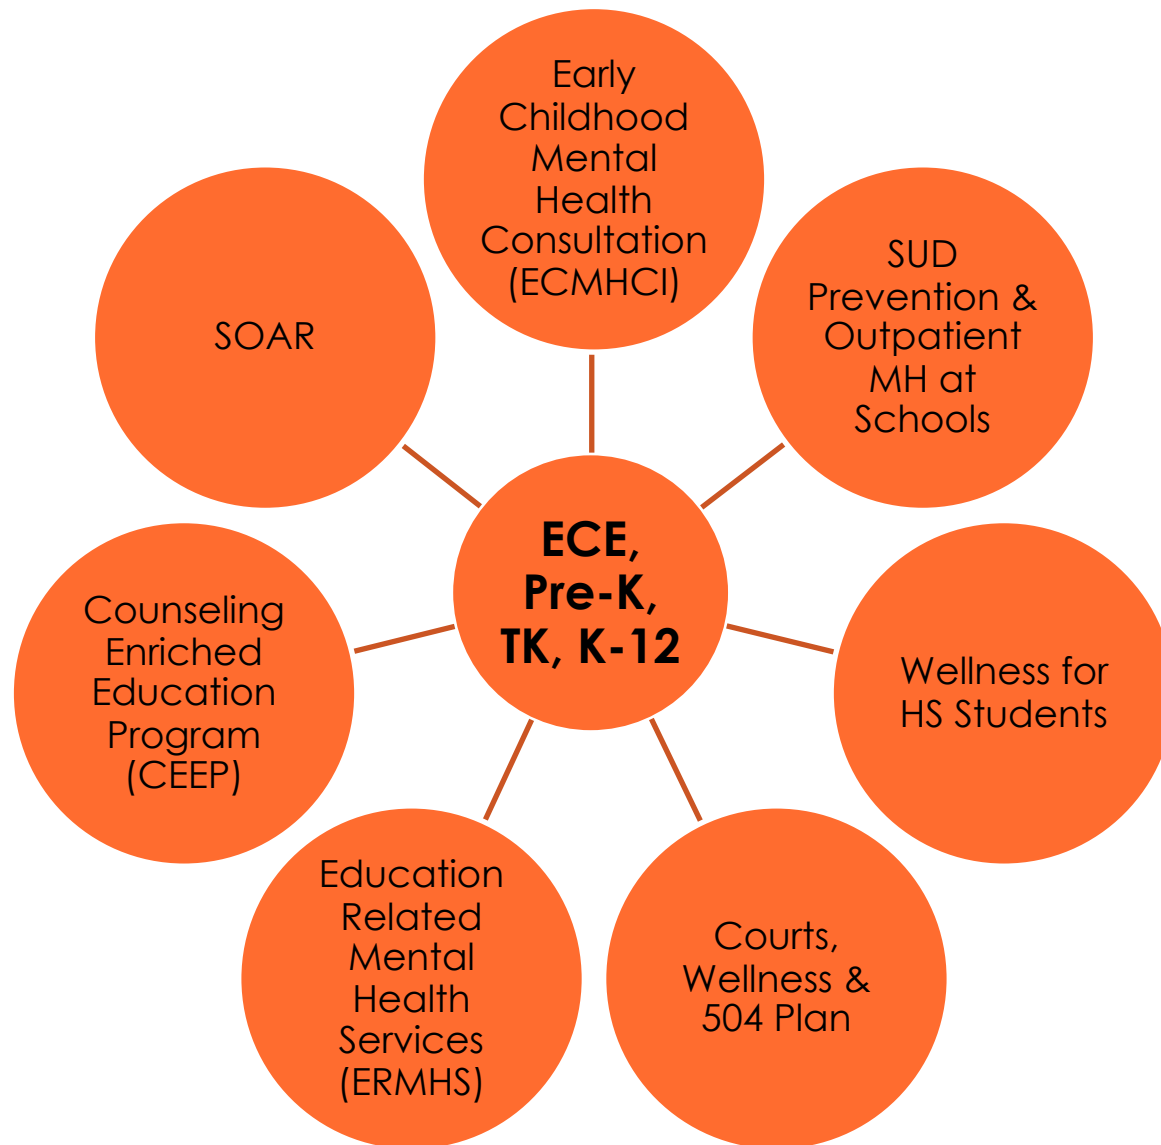 Early
Childhood
Mental
Health
Consultation
(ECMHCI)
SUD
Prevention &
Outpatient
MH at
Schools
Wellness for
HS Students
Courts,
Wellness &
504 Plan
Education
Related
Mental
Health
Services
(ERMHS)
Counseling
Enriched
Education
Program
(CEEP)
SOAR
ECE,
Pre-K,
TK, K-12